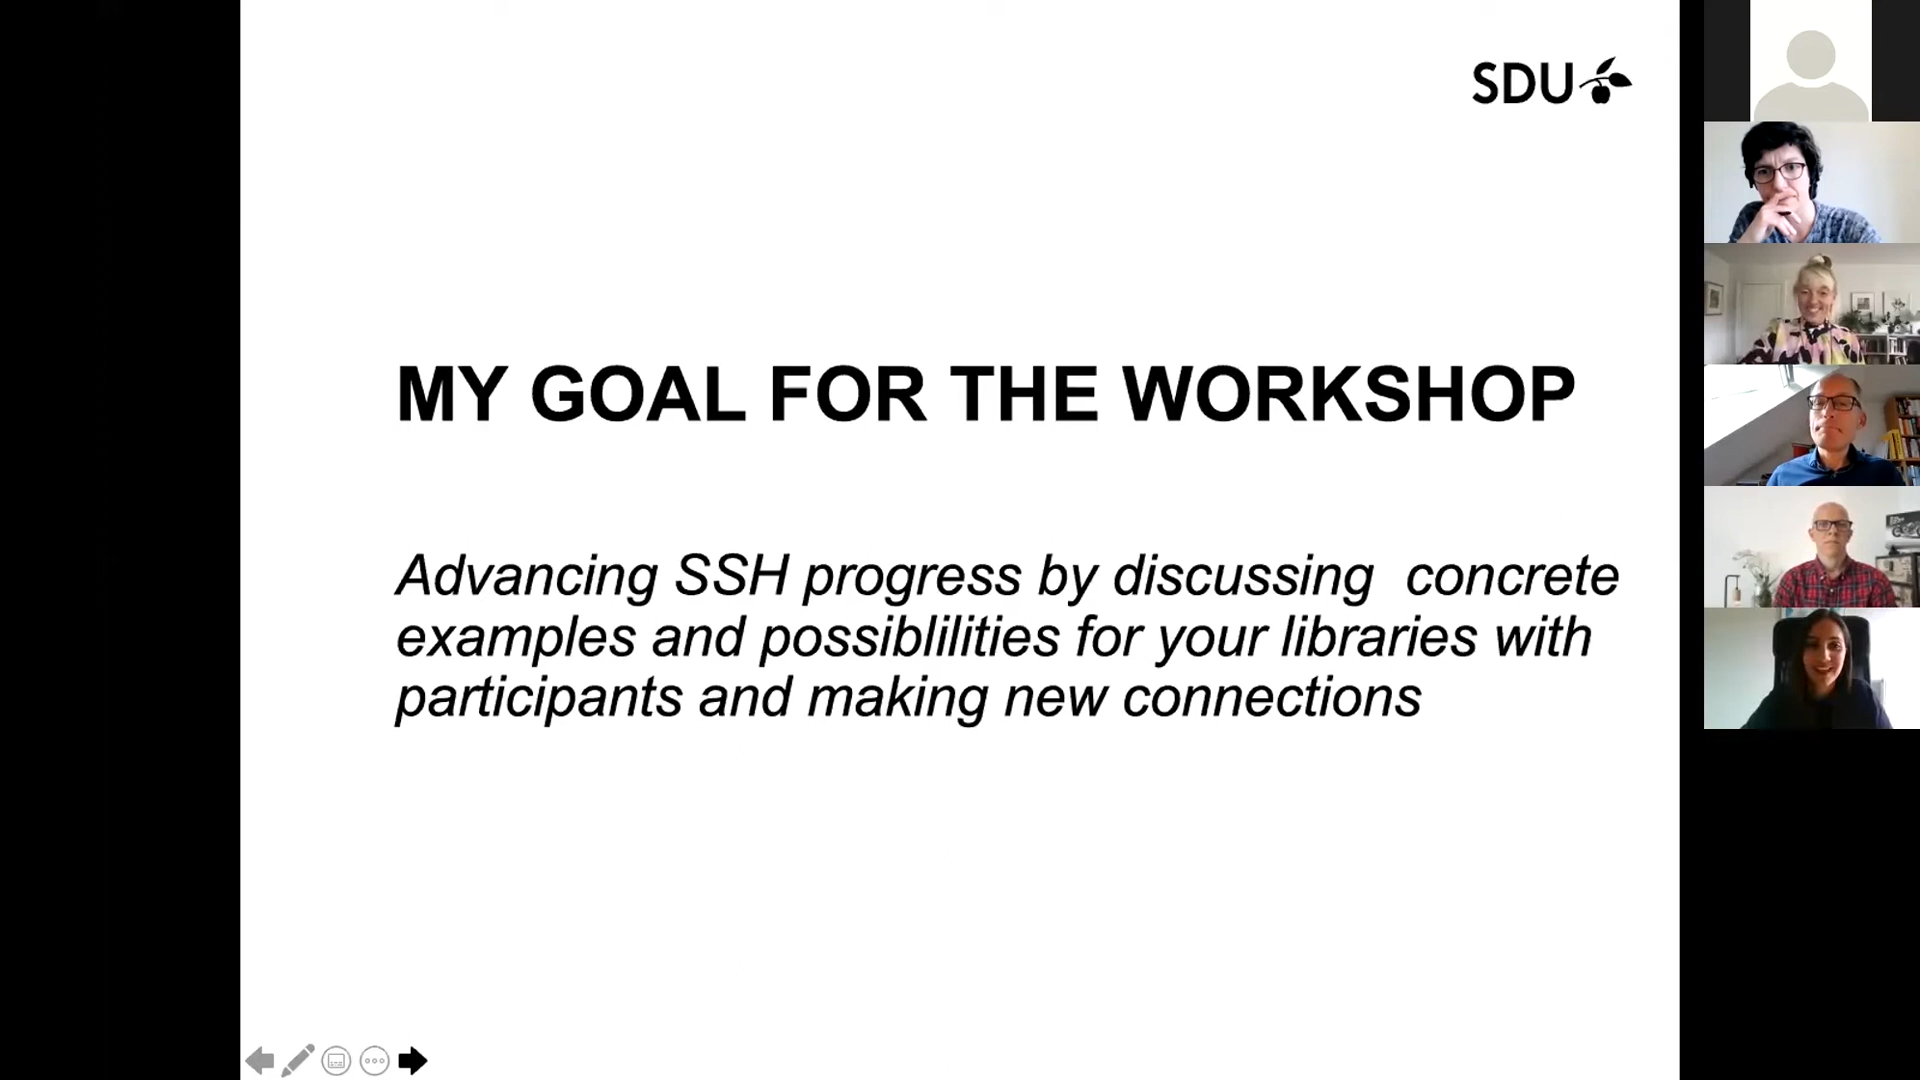 SDU
MY GOAL FOR THE WORKSHOP
Advancing SSH progress by discussing  concrete
examples and possiblilities for your libraries with
participants and making new connections